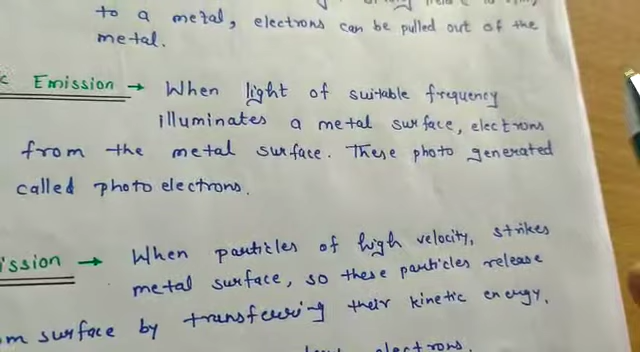 to a metal, electrons can be pulled out of the
metal.
Emission → When light of suitable frequency
illuminates a metal surface, electrons
from the metal surface. These photo generated
called photo electrons.
ission → When particles of high velocity, strikes
metal surface, so these particles release
om surface by transfering their kinetic energy.
electrons.